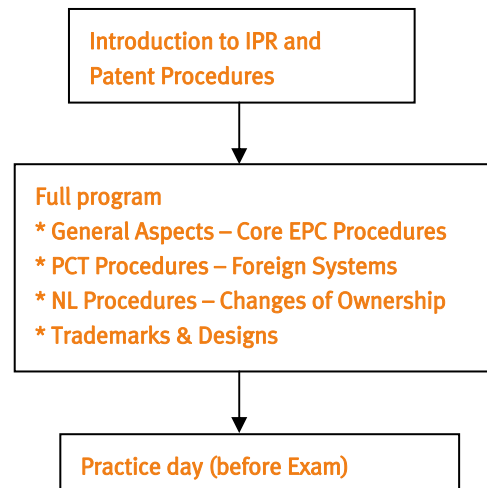 Introduction to IPR and
Patent Procedures
Full program
* General Aspects – Core EPC Procedures
* PCT Procedures – Foreign Systems
* NL Procedures – Changes of Ownership
* Trademarks & Designs
Practice day (before Exam)